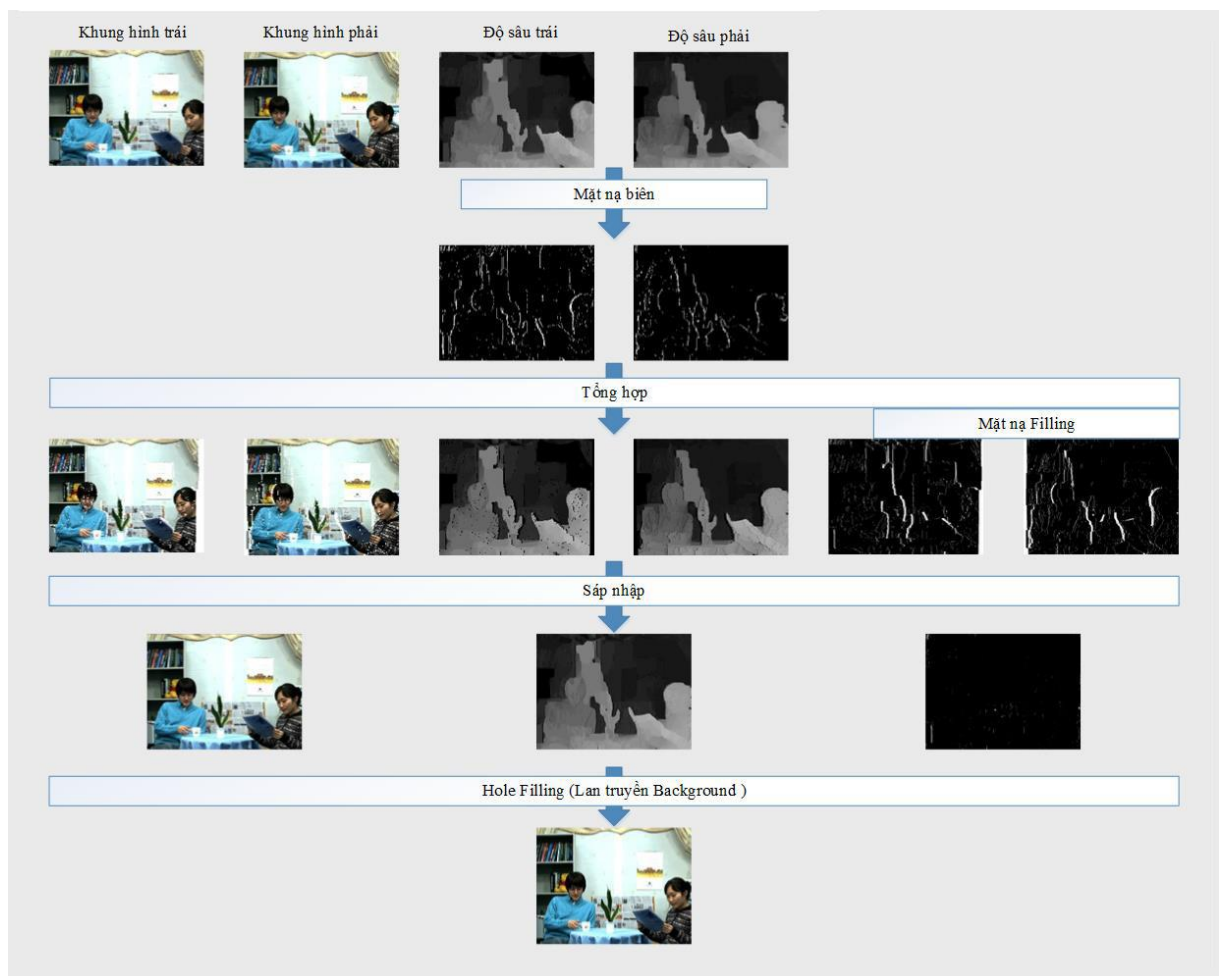 Khung hình trái
Khung hình phải
Độ sâu trái
Độ sâu phải
Mặt nạ biên
Tổng hợp
Mặt nạ Filling
Sáp nhập
Hole Filling (Lan truyền Background )